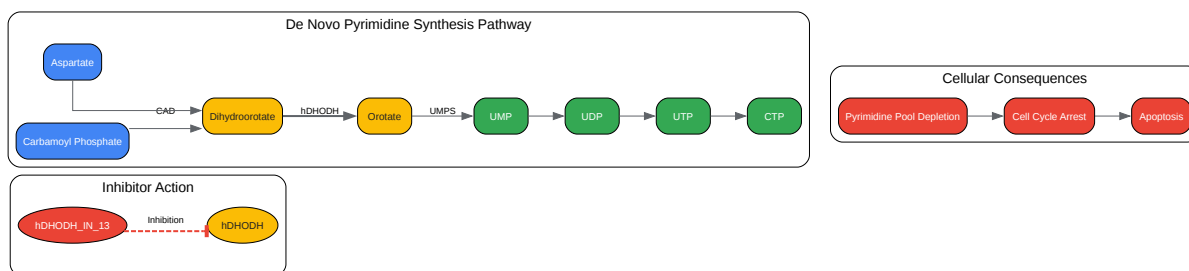 De Novo Pyrimidine Synthesis Pathway
Aspartate
CAD
Carbamoyl Phosphate
Dihydroorotate
hDHODH
Orotate
UMPS
UMP
UDP
UTP
CTP
Cellular Consequences
Pyrimidine Pool Depletion
Cell Cycle Arrest
Apoptosis
Inhibitor Action
hDHODH_IN_13
Inhibition
hDHODH